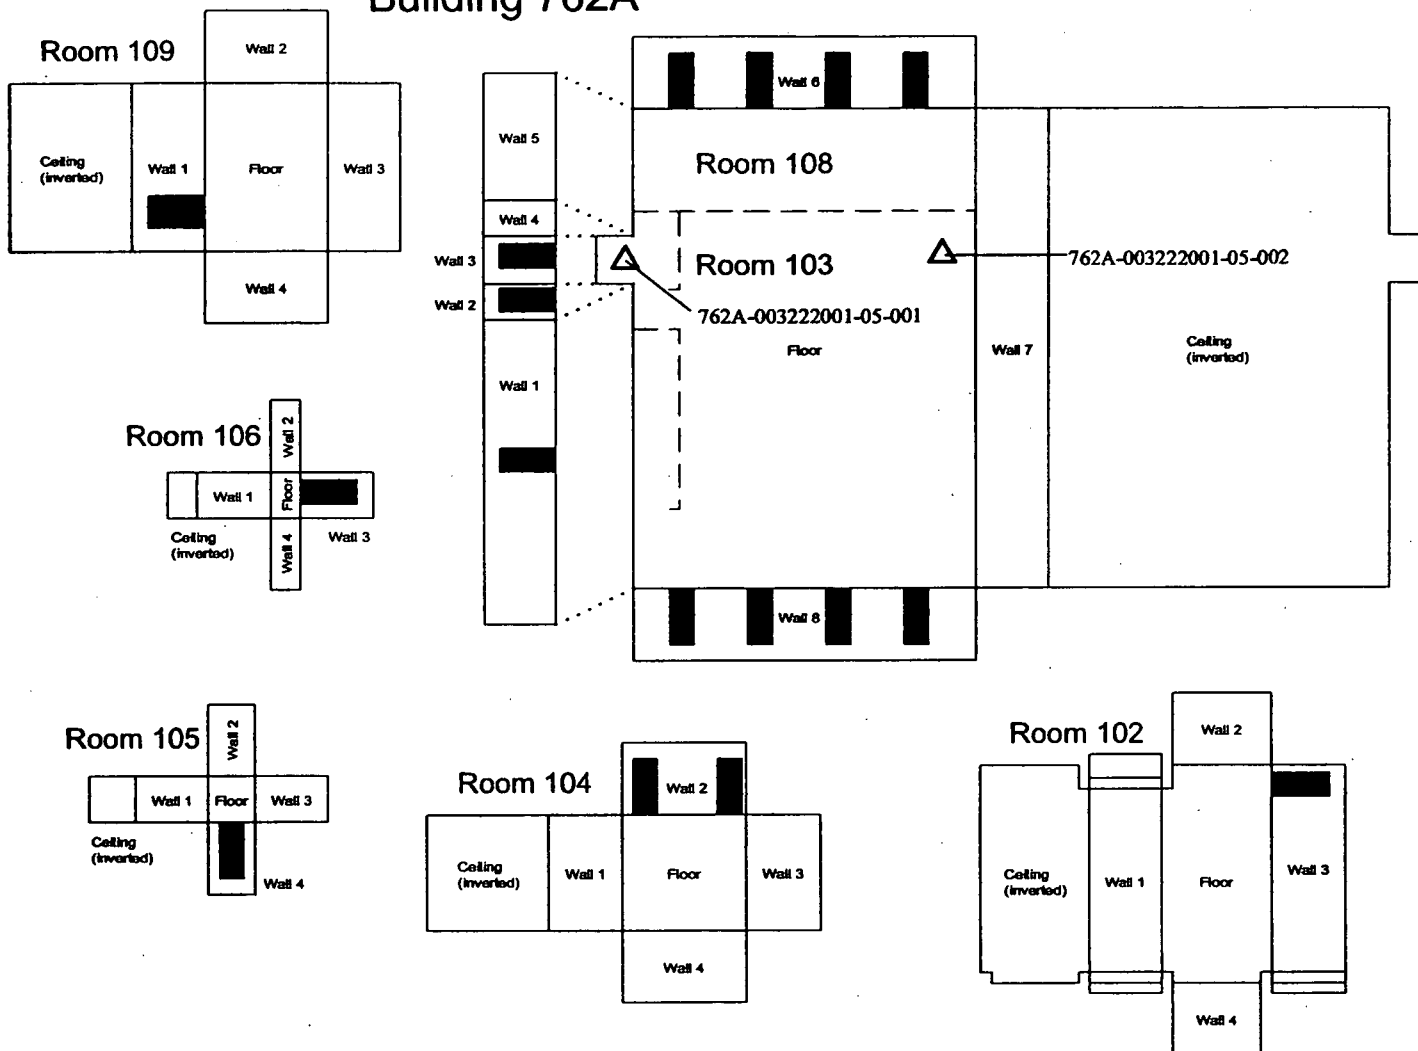 Building 762A
Room 109
Wall 2
Ceiling
(inverted)
Wall 1
Floor
Wall 3
Wall 4
Wall 5
Wall 4
Wall 3
Wall 2
Wall 1
Wall 6
Room 108
Room 103
762A-003222001-05-002
762A-003222001-05-001
Floor
Wall 7
Ceiling
(inverted)
Wall 8
Room 106
Wall 2
Wall 1
Floor
Ceiling
(inverted)
Wall 4
Wall 3
Room 105
Wall 2
Wall 1
Floor
Wall 3
Ceiling
(inverted)
Wall 4
Room 104
Wall 2
Ceiling
(inverted)
Wall 1
Floor
Wall 3
Wall 4
Room 102
Wall 2
Ceiling
(inverted)
Wall 1
Floor
Wall 3
Wall 4